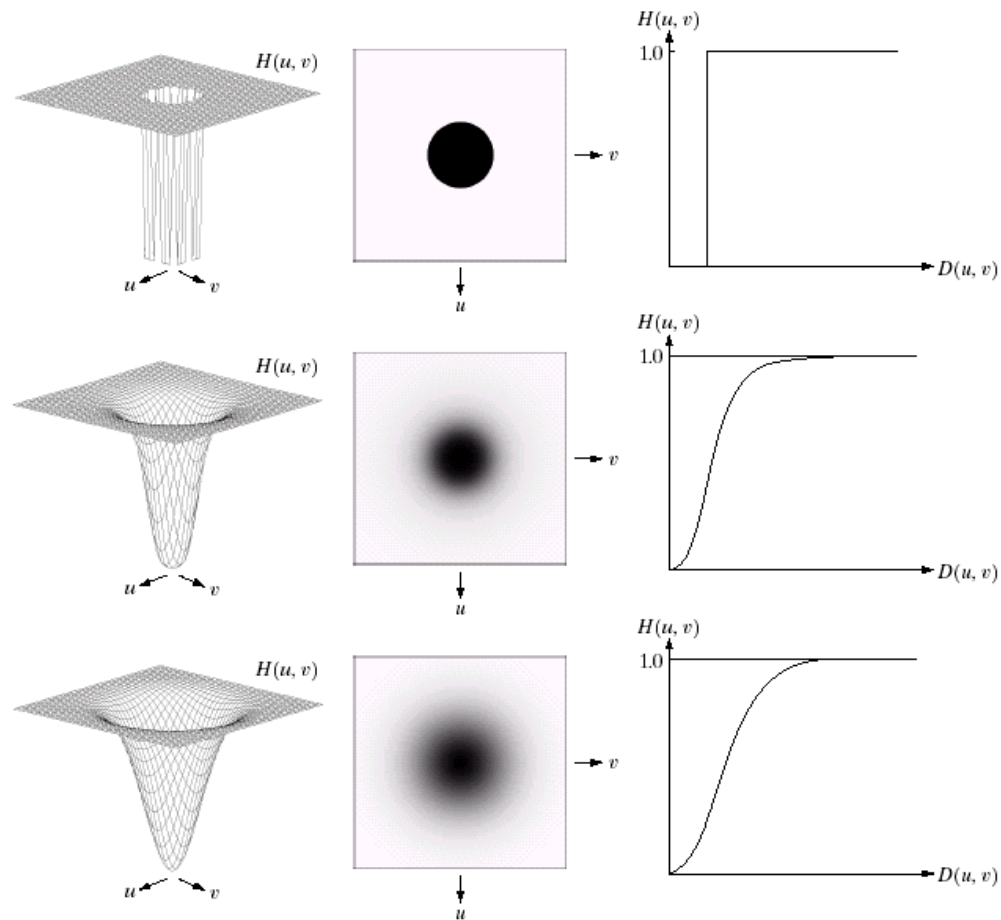 H(u, v)
H(u, v)
1.0
v
D(u, v)
u
v
u
H(u, v)
H(u, v)
1.0
v
D(u, v)
u
v
u
H(u, v)
H(u, v)
1.0
v
D(u, v)
u
v
u